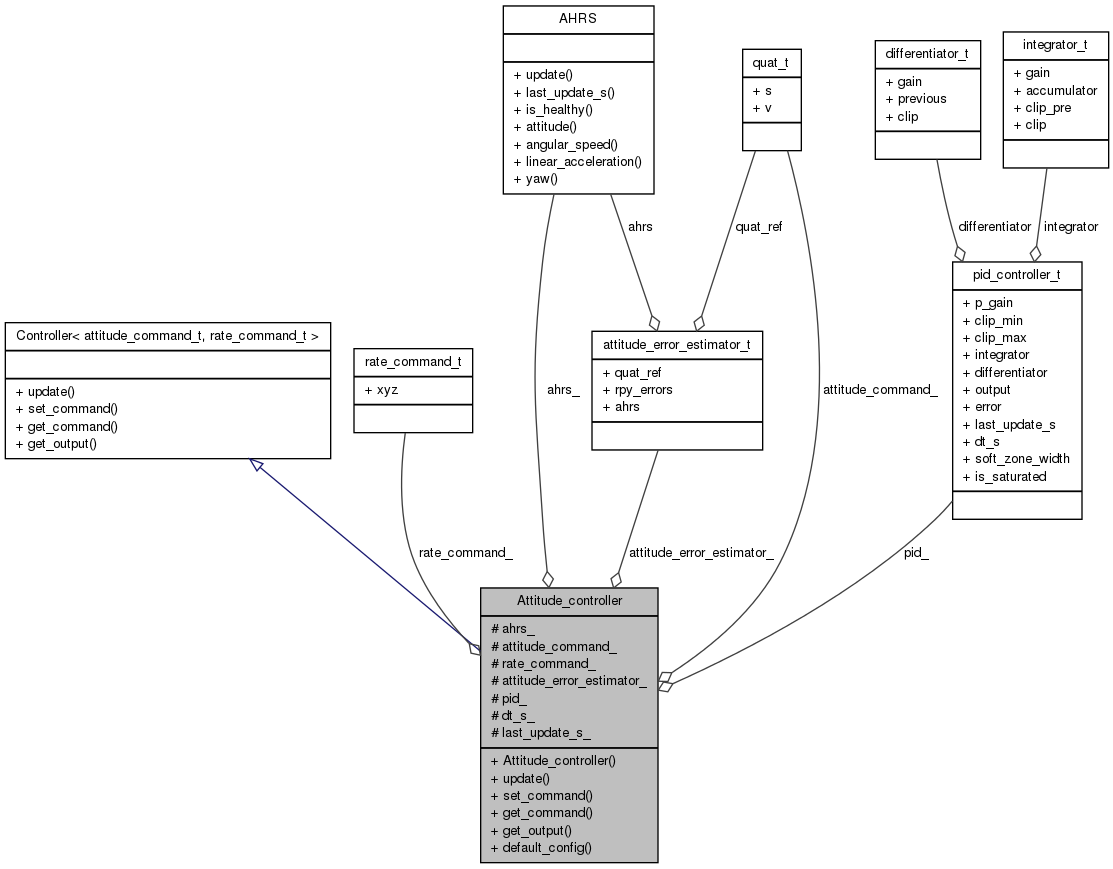 AHRS
+ update()
+ last_update_s()
+ is_healthy()
+ attitude()
+ angular_speed()
+ linear_acceleration()
+ yaw()
quat_t
+ s
+ v
differentiator_t
+ gain
+ previous
+ clip
integrator_t
+ gain
+ accumulator
+ clip_pre
+ clip
ahrs
quat_ref
differentiator
integrator
pid_controller_t
+ p_gain
+ clip_min
+ clip_max
+ integrator
+ differentiator
+ output
+ error
+ last_update_s
+ dt_s
+ soft_zone_width
+ is_saturated
Controller< attitude_command_t, rate_command_t >
+ update()
+ set_command()
+ get_command()
+ get_output()
rate_command_t
+ xyz
attitude_error_estimator_t
+ quat_ref
+ rpy_errors
+ ahrs
ahrs_
attitude_command_
rate_command_
attitude_error_estimator_
pid_
Attitude_controller
# ahrs_
# attitude_command_
# rate_command_
# attitude_error_estimator_
# pid_
# dt_s_
# last_update_s_
+ Attitude_controller()
+ update()
+ set_command()
+ get_command()
+ get_output()
+ default_config()